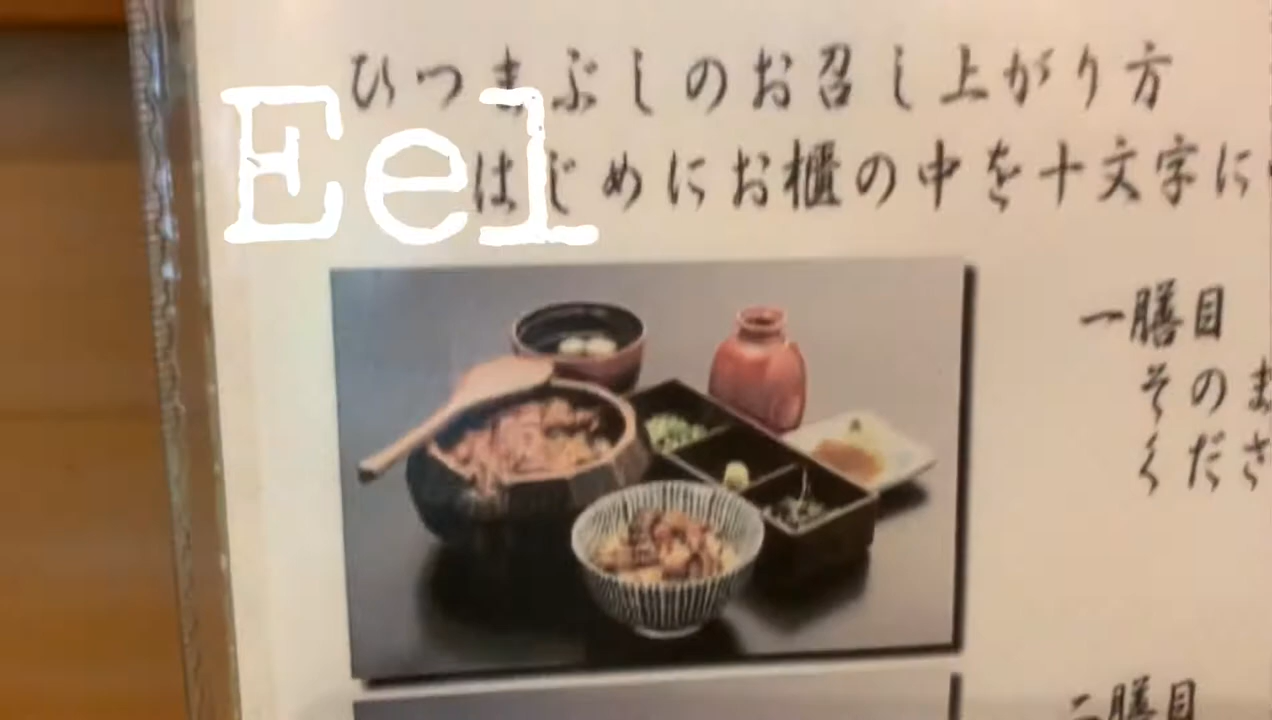 ひつまぶしのお召し上がり方
Eel
はじめにお櫃の中を十文字に
一膳目
そのま
くださ
二膳目